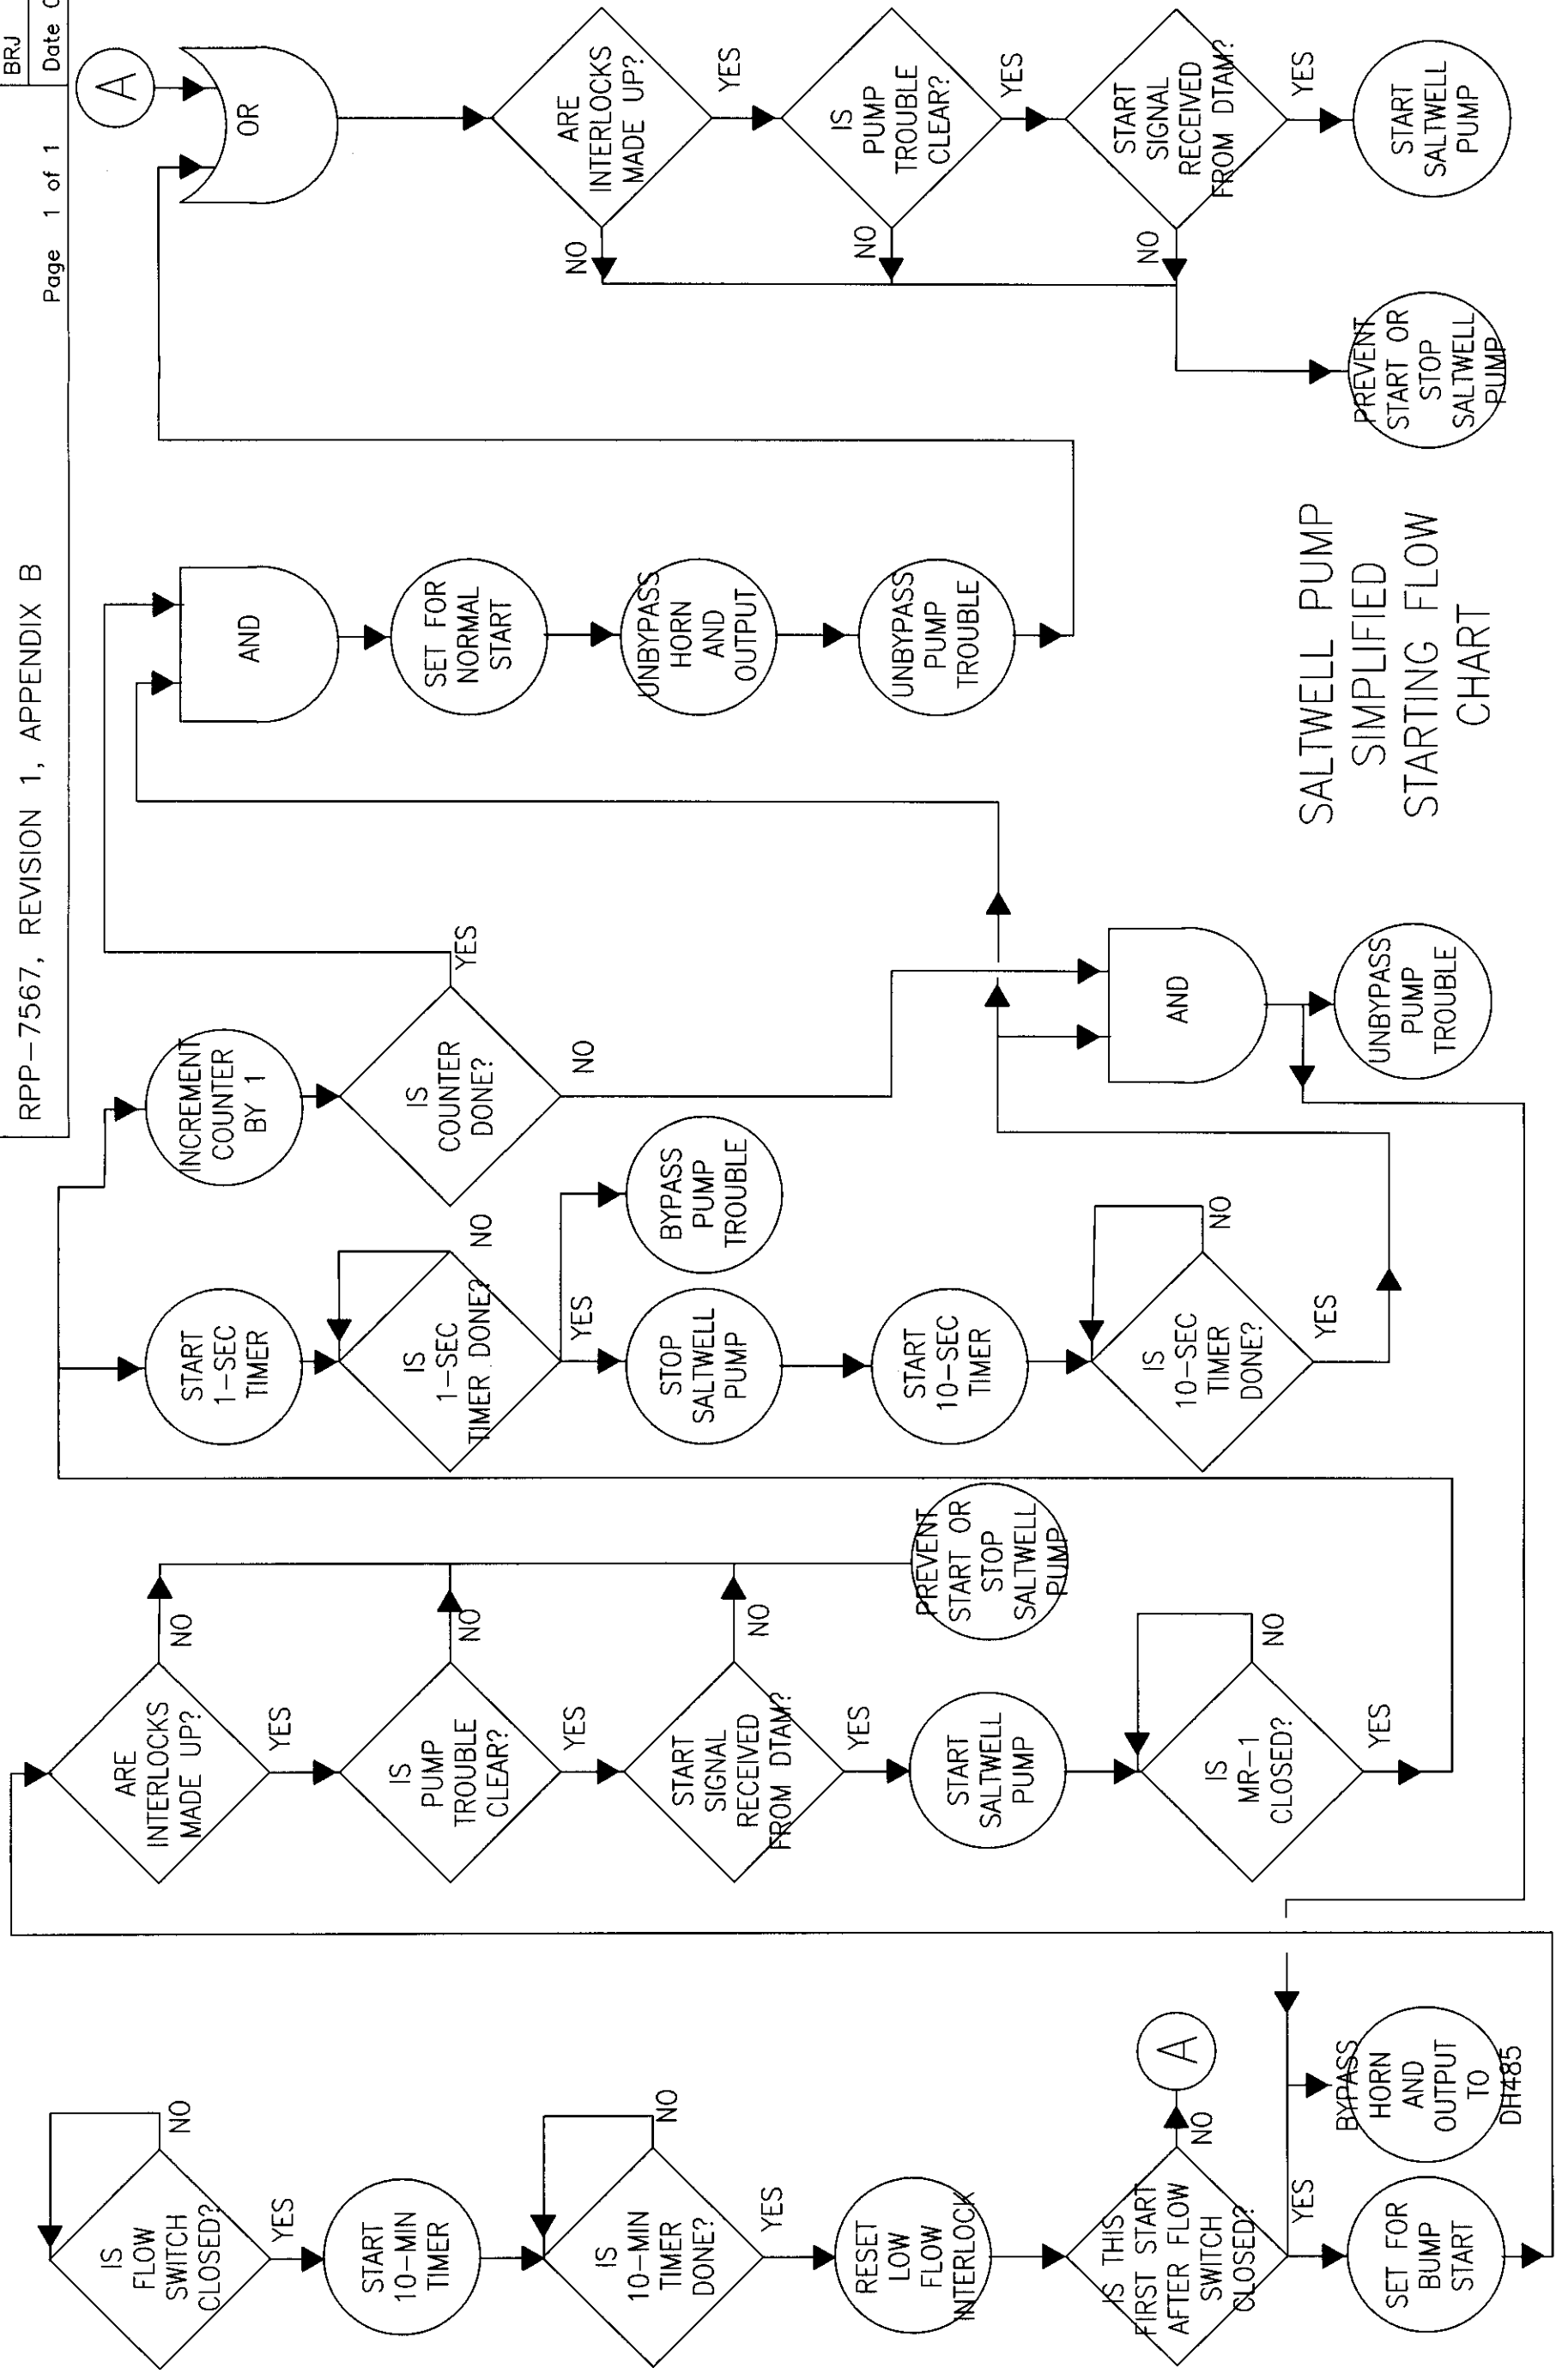 RPP-7567, REVISION 1, APPENDIX B
Page 1 of 1
BRJ
Date
IS
FLOW
SWITCH
CLOSED?
NO
YES
START
10-MIN
TIMER
IS
10-MIN
TIMER
DONE?
NO
YES
RESET
LOW
FLOW
INTERLOCK
IS THIS
FIRST START
AFTER FLOW
SWITCH
CLOSED?
NO
A
YES
SET FOR
BUMP
START
BYPASS
HORN
AND
OUTPUT
TO
DH485
ARE
INTERLOCKS
MADE UP?
NO
YES
IS
PUMP
TROUBLE
CLEAR?
NO
YES
START
SIGNAL
RECEIVED
FROM DTAM?
NO
YES
START
SALTWELL
PUMP
PREVENT
START OR
STOP
SALTWELL
PUMP
IS
MR-1
CLOSED?
NO
YES
START
1-SEC
TIMER
IS
1-SEC
TIMER DONE?
NO
YES
STOP
SALTWELL
PUMP
BYPASS
PUMP
TROUBLE
START
10-SEC
TIMER
IS
10-SEC
TIMER
DONE?
NO
YES
INCREMENT
COUNTER
BY 1
IS
COUNTER
DONE?
YES
NO
AND
UNBYPASS
PUMP
TROUBLE
AND
SET FOR
NORMAL
START
UNBYPASS
HORN
AND
OUTPUT
UNBYPASS
PUMP
TROUBLE
A
OR
ARE
INTERLOCKS
MADE UP?
NO
YES
IS
PUMP
TROUBLE
CLEAR?
NO
YES
START
SIGNAL
RECEIVED
FROM DTAM?
NO
YES
START
SALTWELL
PUMP
PREVENT
START OR
STOP
SALTWELL
PUMP
SALTWELL PUMP
SIMPLIFIED
STARTING FLOW
CHART